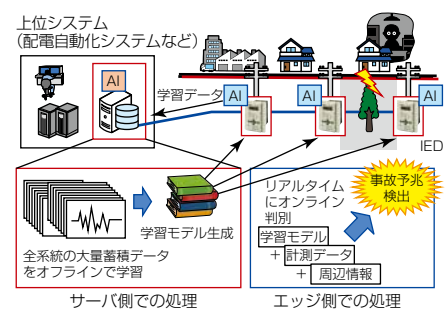 上位システム
（配電自動化システムなど）
AI
学習データ
AI
AI
AI
IED
学習モデル生成
全系統の大量蓄積データ
をオフラインで学習
サーバ側での処理
リアルタイム
にオンライン
判別
学習モデル
+ 計測データ
+ 周辺情報
事故予兆
検出
エッジ側での処理